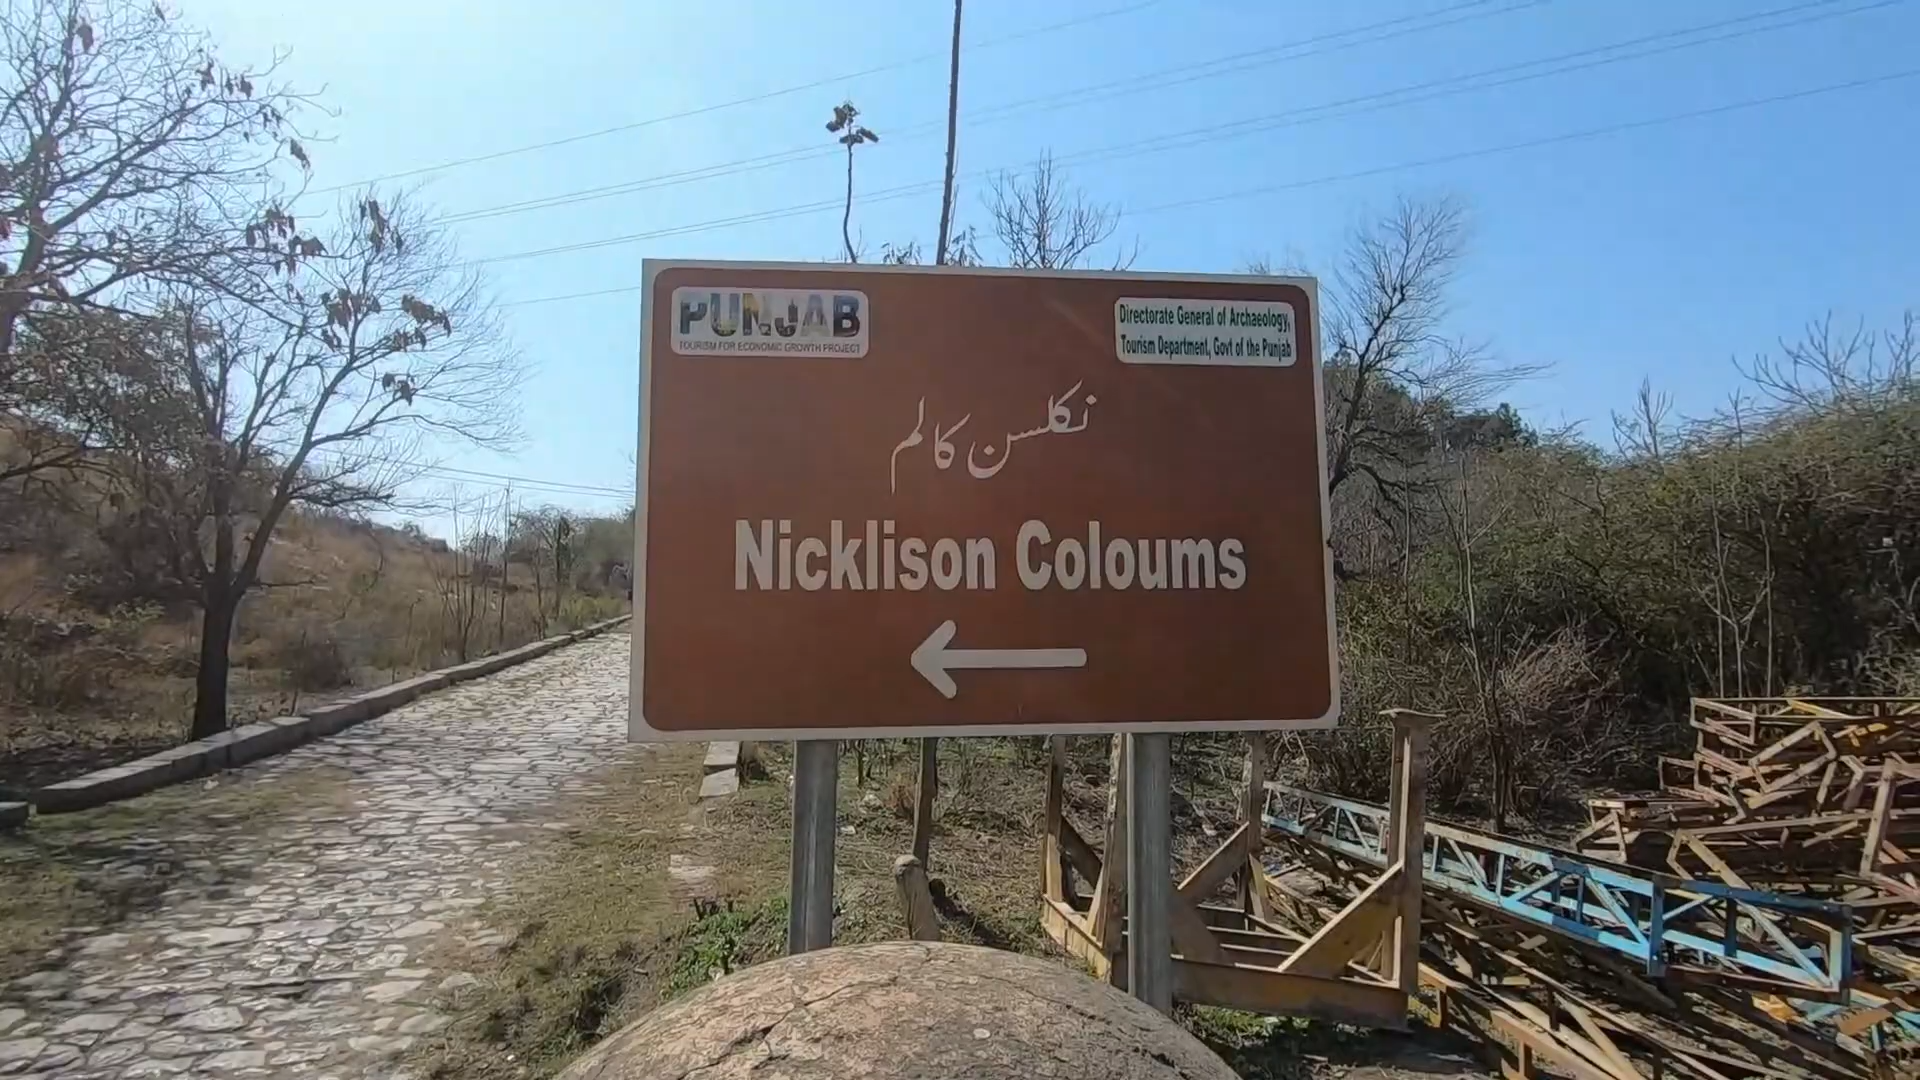 PUNJAB
TOURISM FOR ECONOMIC GROWTH PROJECT
Directorate General of Archaeology,
Tourism Department, Govt of the Punjab
نکلسن کالم
Nicklison Coloums